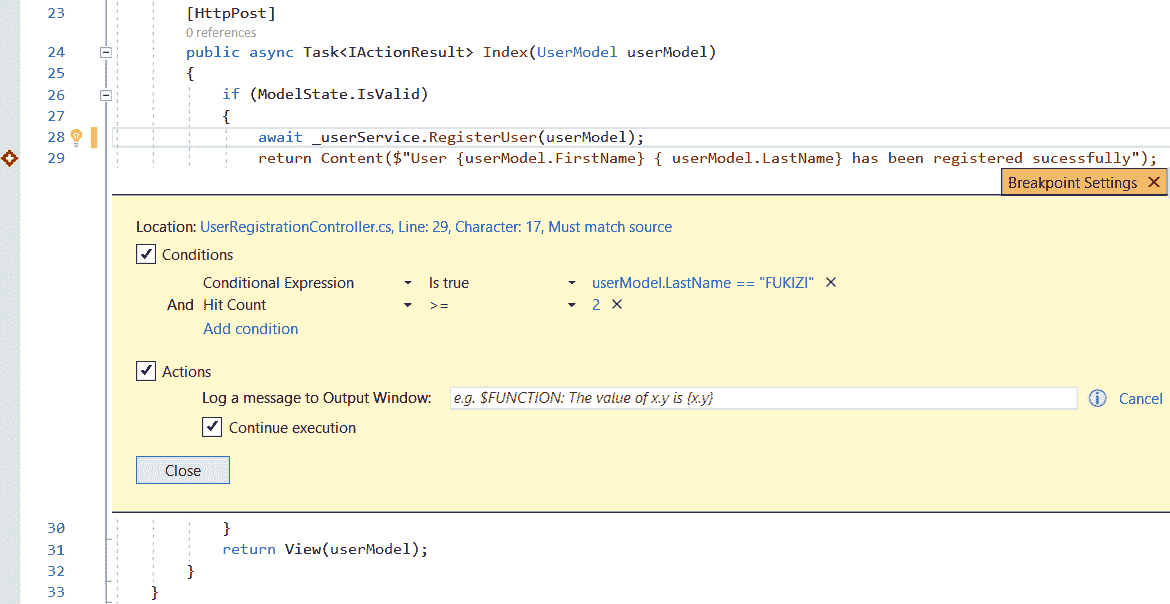 23 [HttpPost]
0 references
24 public async Task<IActionResult> Index(UserModel userModel)
25 {
26 if (ModelState.IsValid)
27 {
28 await _userService.RegisterUser(userModel);
29 return Content($"User {userModel.FirstName} { userModel.LastName} has been registered sucessfully");
Breakpoint Settings
Location: UserRegistrationController.cs, Line: 29, Character: 17, Must match source
Conditions
Conditional Expression Is true userModel.LastName == "FUKIZI"
And Hit Count >= 2
Add condition
Actions
Log a message to Output Window: e.g. $FUNCTION: The value of x.y is {x.y} Cancel
Continue execution
Close
30 }
31 return View(userModel);
32 }
33 }